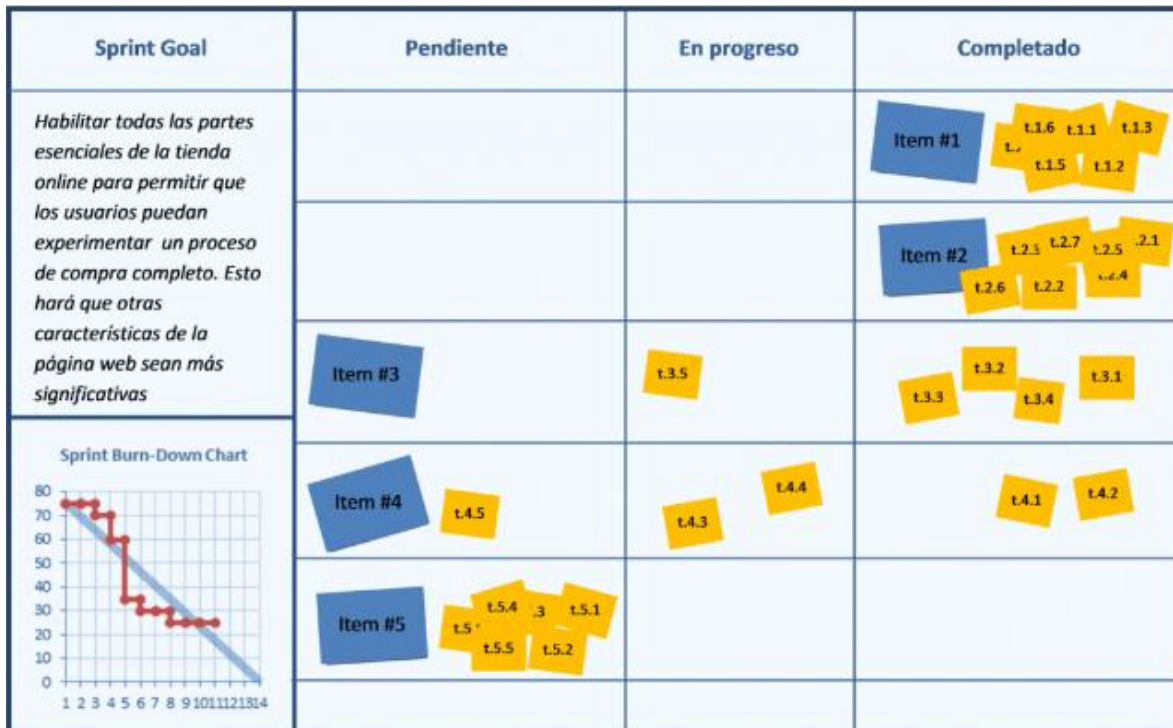 Sprint Goal
Pendiente
En progreso
Completado
Habilitar todas las partes
esenciales de la tienda
online para permitir que
los usuarios puedan
experimentar un proceso
de compra completo. Esto
hará que otras
características de la
página web sean más
significativas
Item #1
t.1.6
t.1.1
t.1.3
t.1.5
t.1.2
Item #2
t.2.7
t.2.5
.2.1
t.2.6
t.2.2
t.2.4
Item #3
t.3.5
t.3.3
t.3.2
t.3.4
t.3.1
Item #4
t.4.5
t.4.3
t.4.4
t.4.1
t.4.2
Item #5
t.5.4
.3
t.5.1
t.5.5
t.5.2
Sprint Burn-Down Chart
80
70
60
50
40
30
20
10
0
1 2 3 4 5 6 7 8 9 10 11 12 13 14